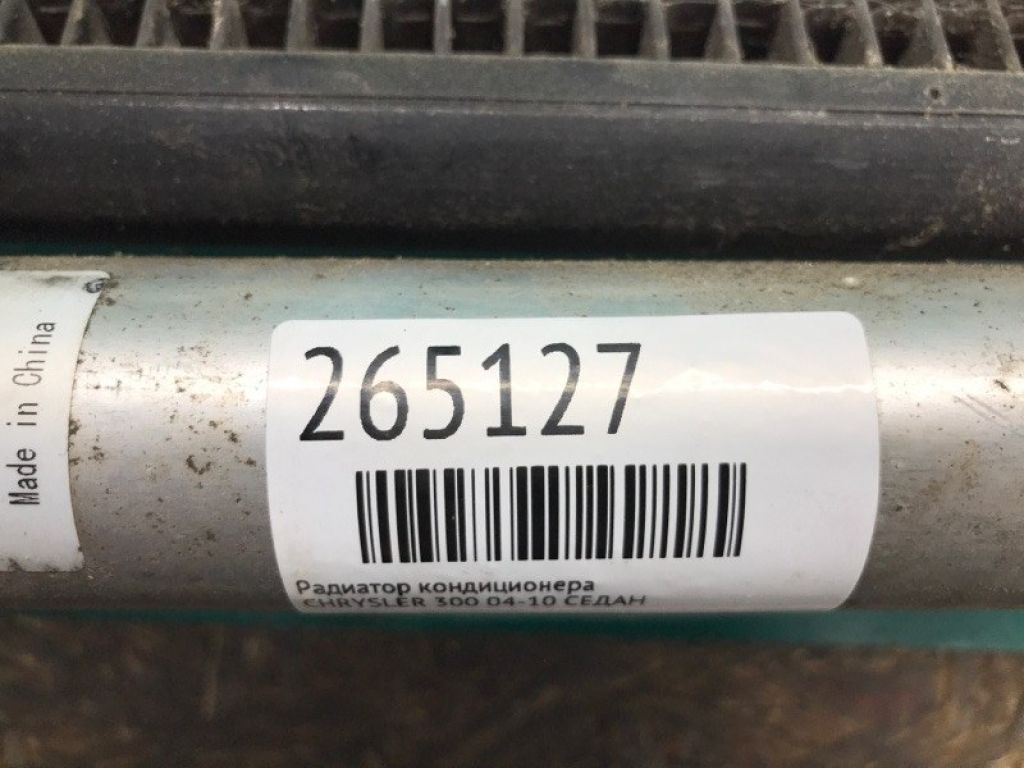 Made in China
265127
Радиатор кондиционера
CHRYSLER 300 04-10 СЕДАН